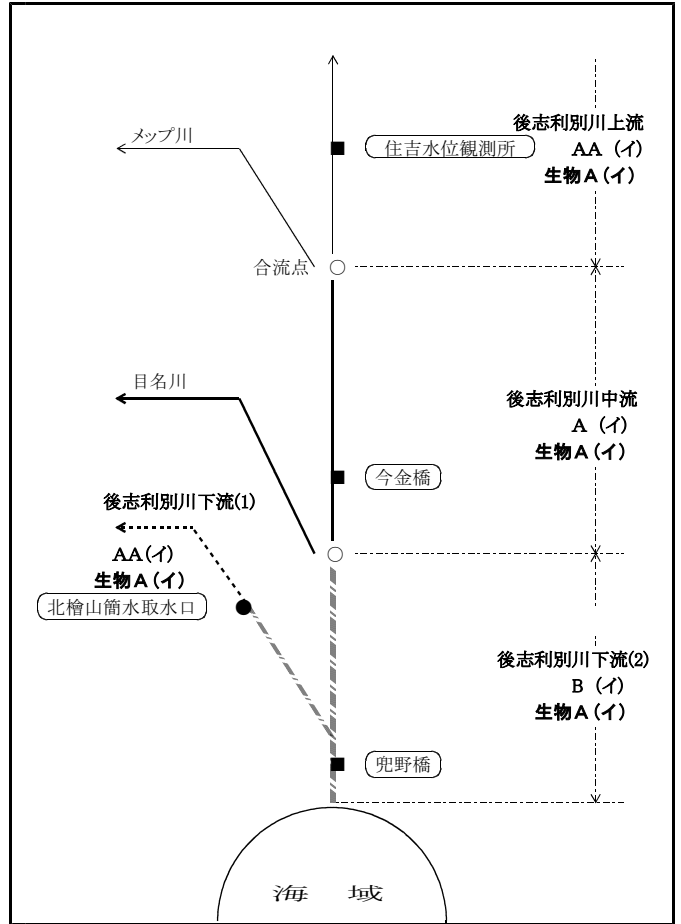 後志利別川上流
メップ川
住吉水位観測所
AA (イ)
生物A(イ)
合流点
目名川
後志利別川中流
A (イ)
生物A(イ)
今金橋
後志利別川下流(1)
AA(イ)
生物A(イ)
北檜山簡水取水口
後志利別川下流(2)
B (イ)
生物A(イ)
兜野橋
海 域